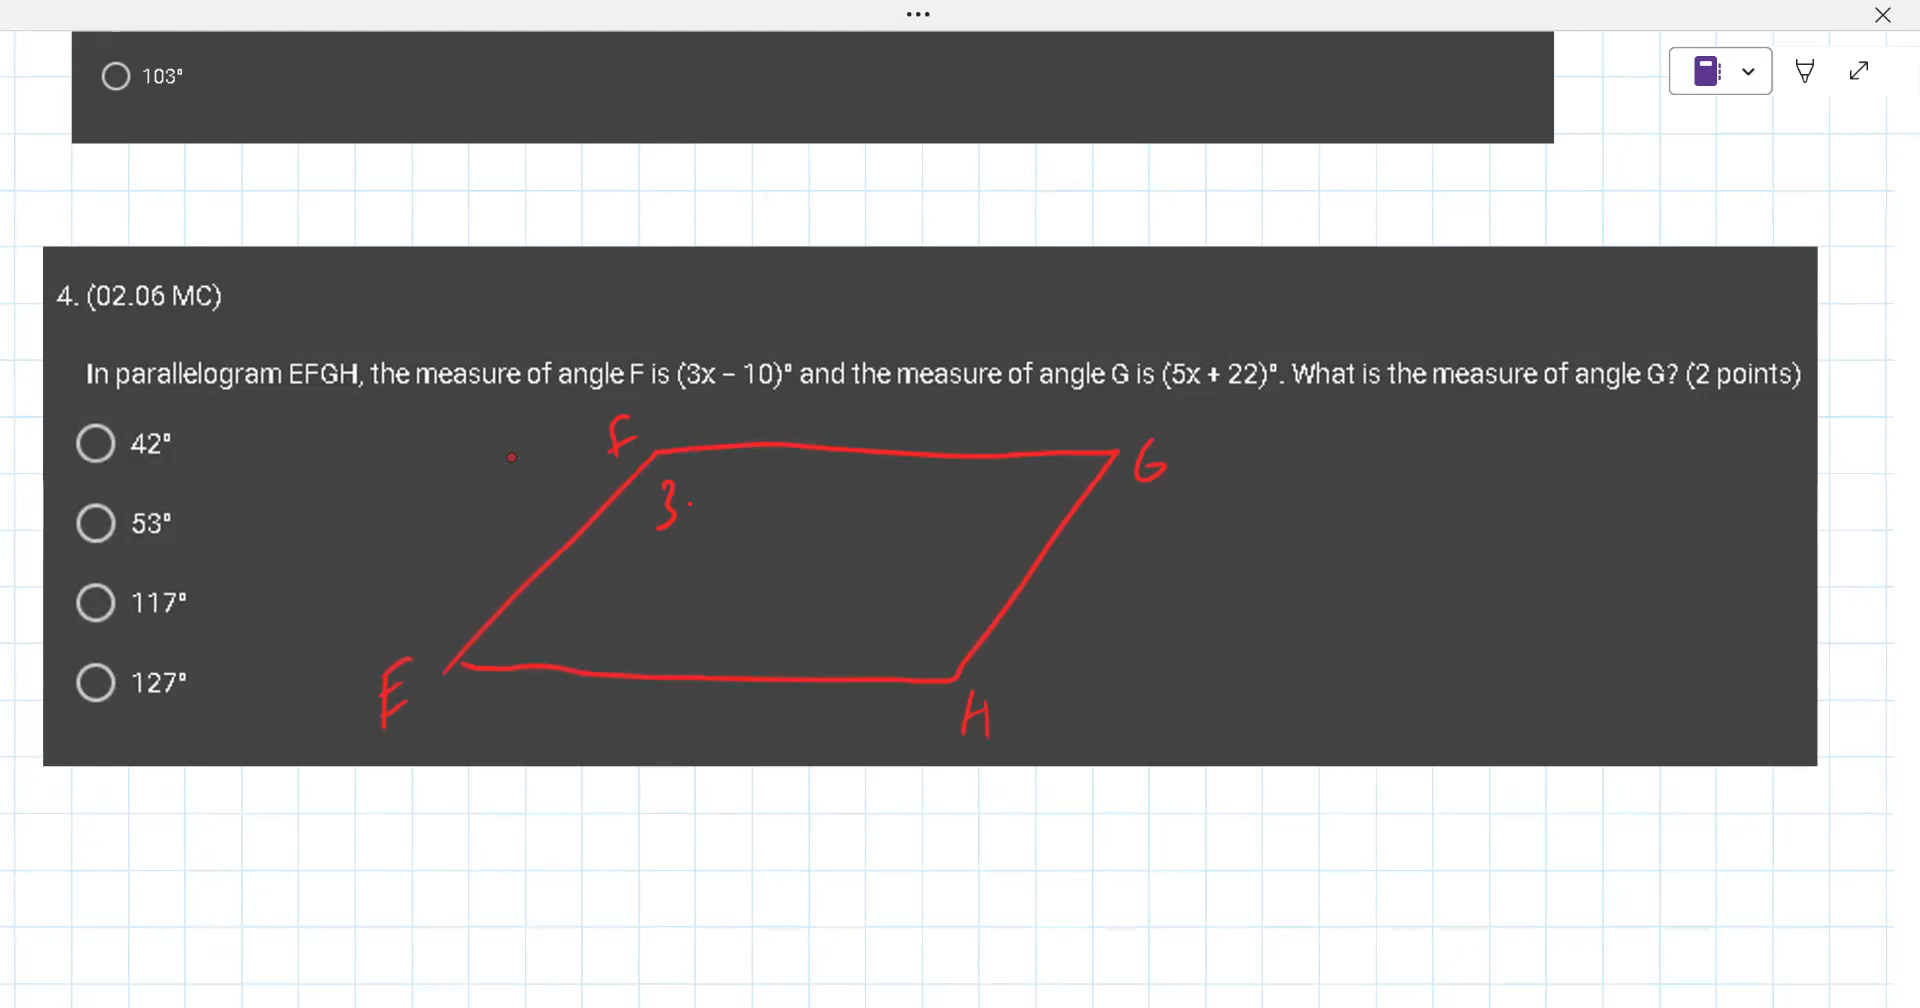 103°
4. (02.06 MC)
In parallelogram EFGH, the measure of angle F is (3x − 10)° and the measure of angle G is (5x + 22)°. What is the measure of angle G? (2 points)
42°
53°
117°
127°
F
G
3
E
H